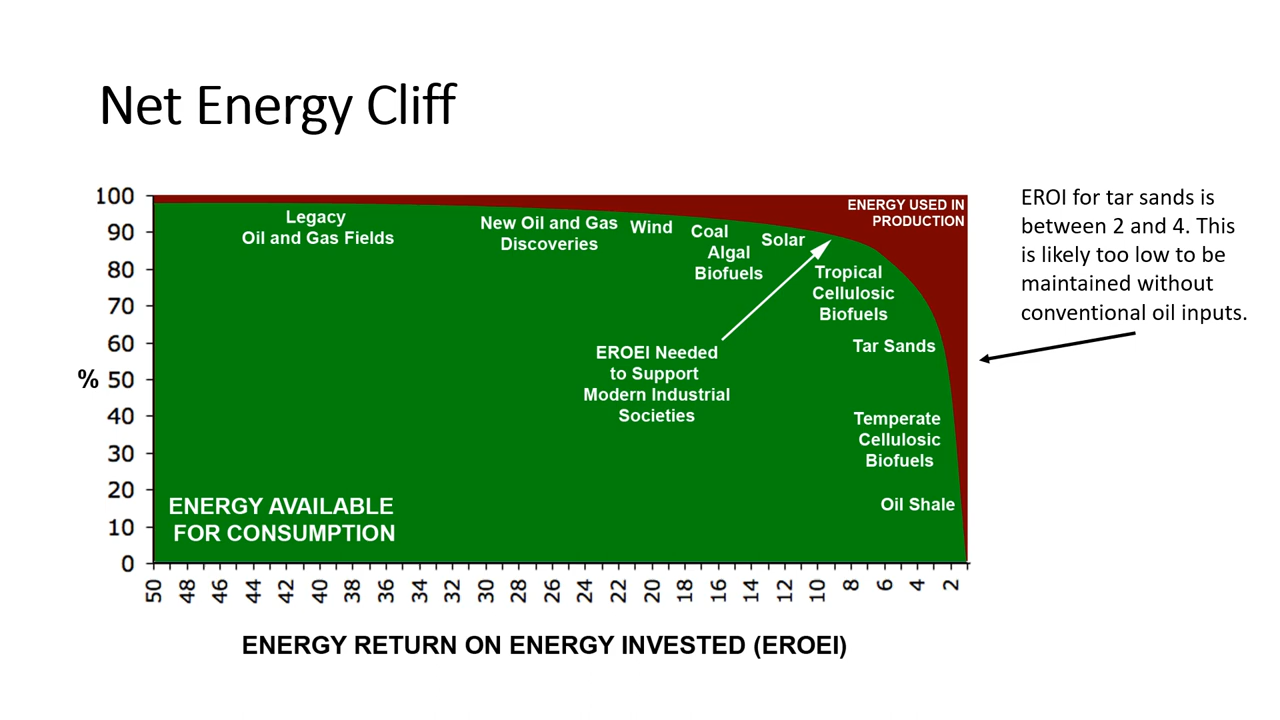 Net Energy Cliff
100
90
80
70
60
50
40
30
20
10
0
%
Legacy
Oil and Gas Fields
New Oil and Gas
Discoveries
Wind
Coal
Algal
Biofuels
Solar
ENERGY USED IN
PRODUCTION
Tropical
Cellulosic
Biofuels
Tar Sands
EROEI Needed
to Support
Modern Industrial
Societies
Temperate
Cellulosic
Biofuels
Oil Shale
ENERGY AVAILABLE
FOR CONSUMPTION
50 48 46 44 42 40 38 36 34 32 30 28 26 24 22 20 18 16 14 12 10 8 6 4 2
ENERGY RETURN ON ENERGY INVESTED (EROEI)
EROI for tar sands is
between 2 and 4. This
is likely too low to be
maintained without
conventional oil inputs.